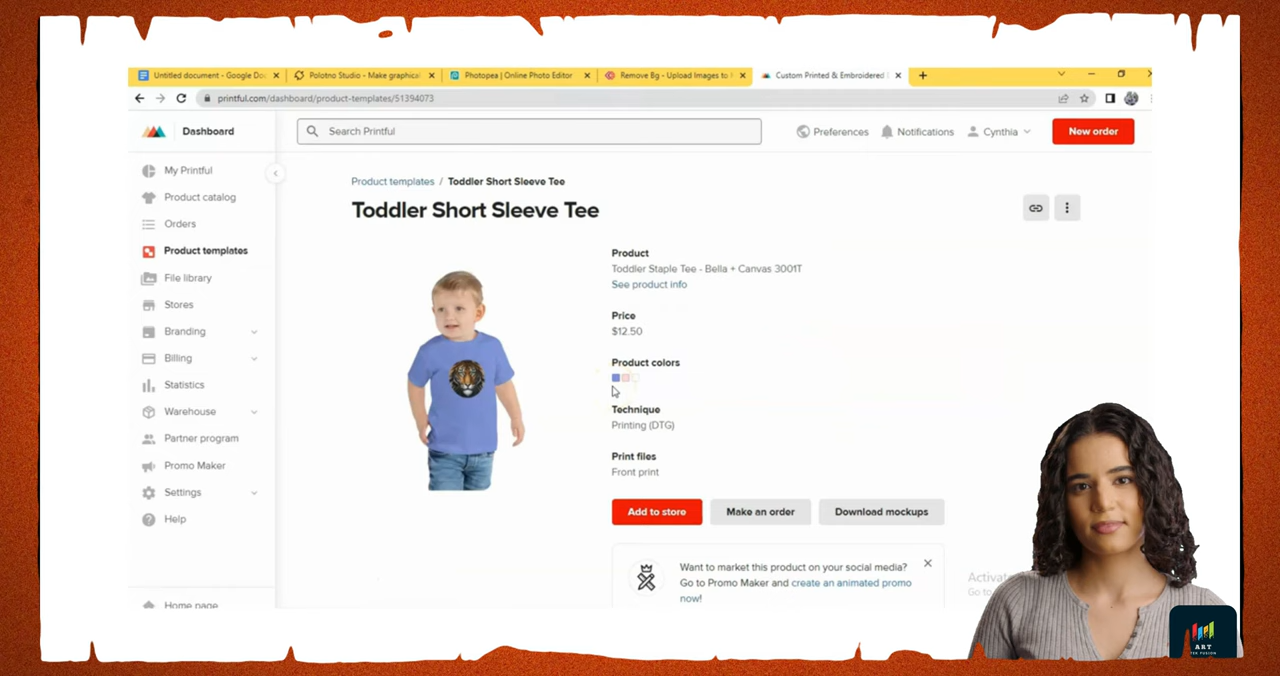 Untitled document - Google Do
Polotno Studio - Make graphical
Photopea | Online Photo Editor
Remove Bg - Upload Images to
Custom Printed & Embroidered
printful.com/dashboard/product-templates/51394073
Dashboard
Search Printful
Preferences
Notifications
Cynthia
New order
My Printful
Product catalog
Orders
Product templates
File library
Stores
Branding
Billing
Statistics
Warehouse
Partner program
Promo Maker
Settings
Help
Home page
Product templates / Toddler Short Sleeve Tee
Toddler Short Sleeve Tee
Product
Toddler Staple Tee - Bella + Canvas 3001T
See product info
Price
$12.50
Product colors
Technique
Printing (DTG)
Print files
Front print
Add to store
Make an order
Download mockups
Want to market this product on your social media?
Go to Promo Maker and create an animated promo
now!
Activat
Go to
ART